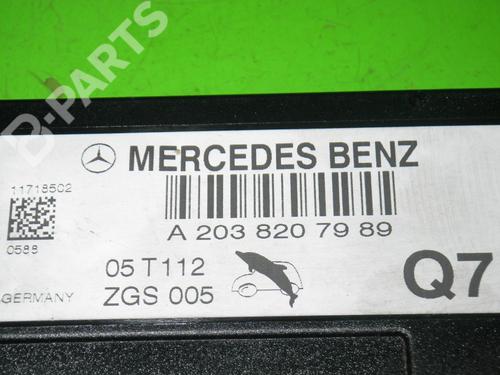 B-PARTS
MERCEDES BENZ
11718502
A 203 820 79 89
0588
05 T112
GERMANY
ZGS 005
Q7